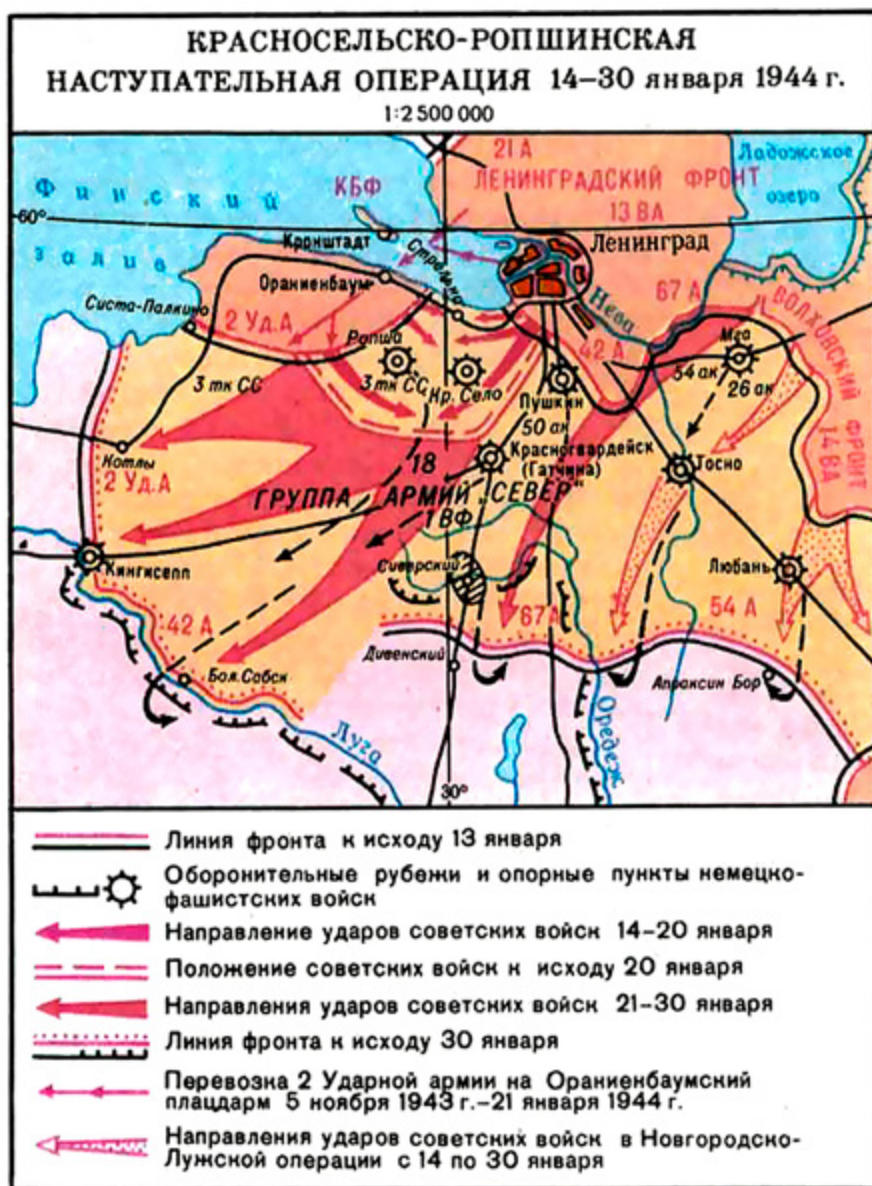 КРАСНОСЕЛЬСКО-РОПШИНСКАЯ
НАСТУПАТЕЛЬНАЯ ОПЕРАЦИЯ 14–30 января 1944 г.
1:2 500 000
21 А
Ладожское
озеро
Финский
КБФ
ЛЕНИНГРАДСКИЙ ФРОНТ
60°
13 ВА
Кронштадт
Стрельна
Ленинград
залив
Ораниенбаум
Нева
67 А
ВОЛХОВСКИЙ ФРОНТ
Систа-Палкино
2 Уд.А
Ропша
42 А
Мга
3 тк СС
3 тк СС
Кр. Село
Пушкин
54 ак
26 ак
14 ВА
50 ак
Котлы
18
Красногвардейск
(Гатчина)
Тосно
2 Уд.А
ГРУППА АРМИЙ „СЕВЕР"
1 ВФ
Кингисепп
Сиверский
Любань
42 А
67А
54 А
Бол. Сабск
Дивенский
Апраксин Бор
Луга
Оредеж
30°
Линия фронта к исходу 13 января
Оборонительные рубежи и опорные пункты немецко-
фашистских войск
Направление ударов советских войск 14–20 января
Положение советских войск к исходу 20 января
Направления ударов советских войск 21–30 января
Линия фронта к исходу 30 января
Перевозка 2 Ударной армии на Ораниенбаумский
плацдарм 5 ноября 1943 г.–21 января 1944 г.
Направления ударов советских войск в Новгородско-
Лужской операции с 14 по 30 января